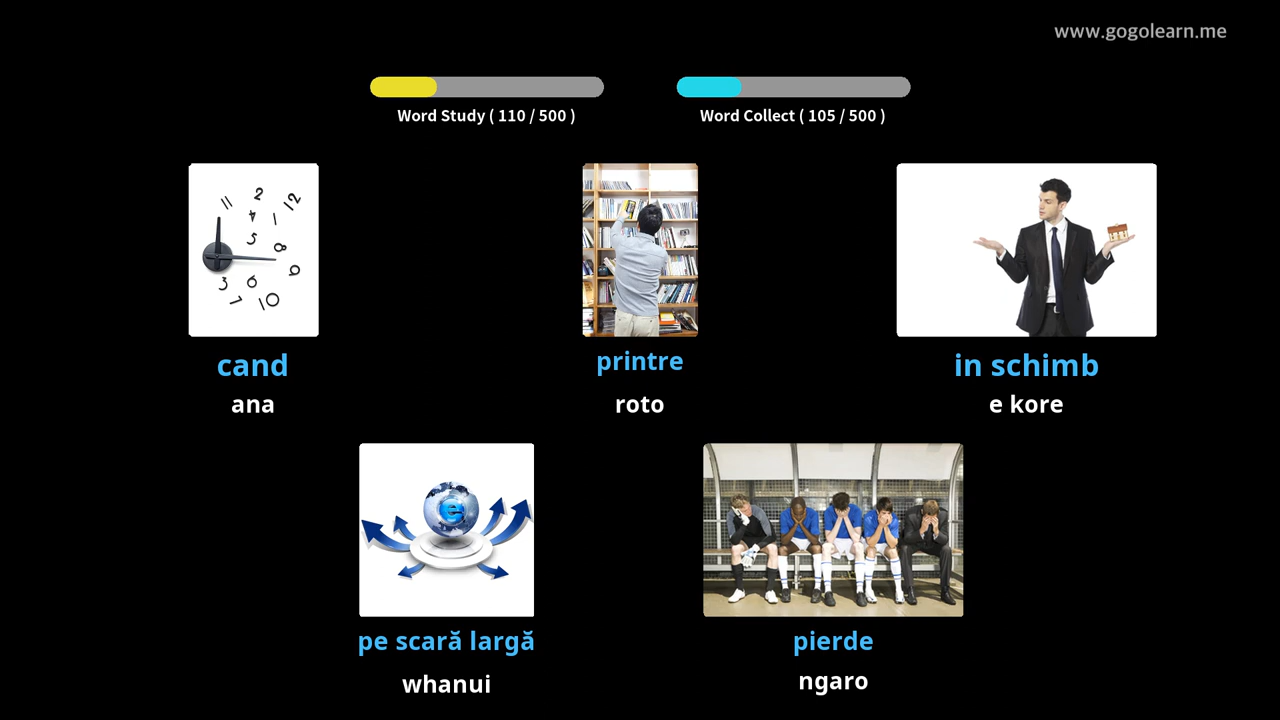 www.gogolearn.me
Word Study ( 110 / 500 )
Word Collect ( 105 / 500 )
cand
ana
printre
roto
in schimb
e kore
pe scară largă
whanui
pierde
ngaro